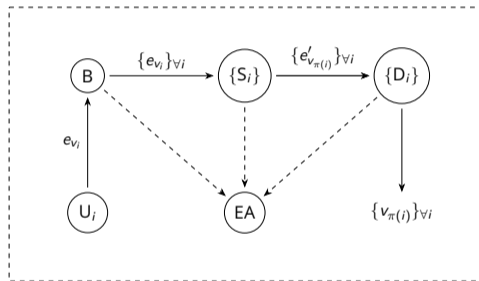 {e_{v_i}}∀i {e′_{v_{π(i)}}}∀i
B {S_i} {D_i}
e_{v_i}
U_i EA {v_{π(i)}}∀i